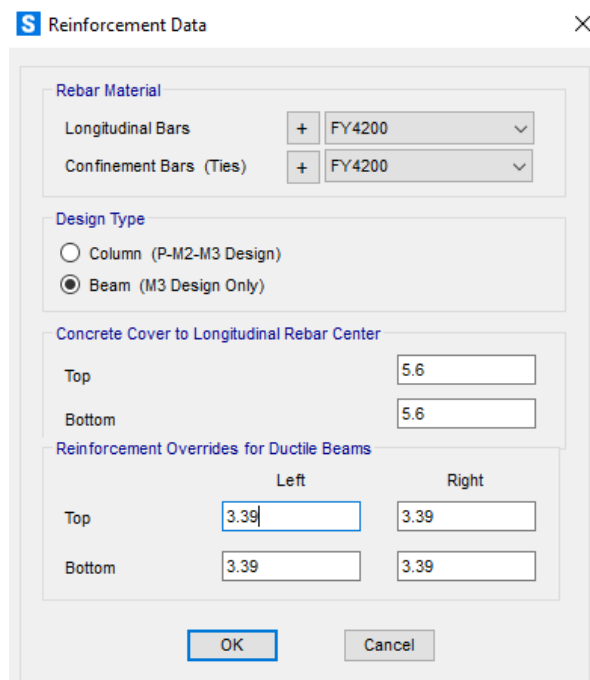 S Reinforcement Data
Rebar Material
Longitudinal Bars + FY4200
Confinement Bars (Ties) + FY4200
Design Type
Column (P-M2-M3 Design)
Beam (M3 Design Only)
Concrete Cover to Longitudinal Rebar Center
Top 5.6
Bottom 5.6
Reinforcement Overrides for Ductile Beams
Left Right
Top 3.39 3.39
Bottom 3.39 3.39
OK Cancel